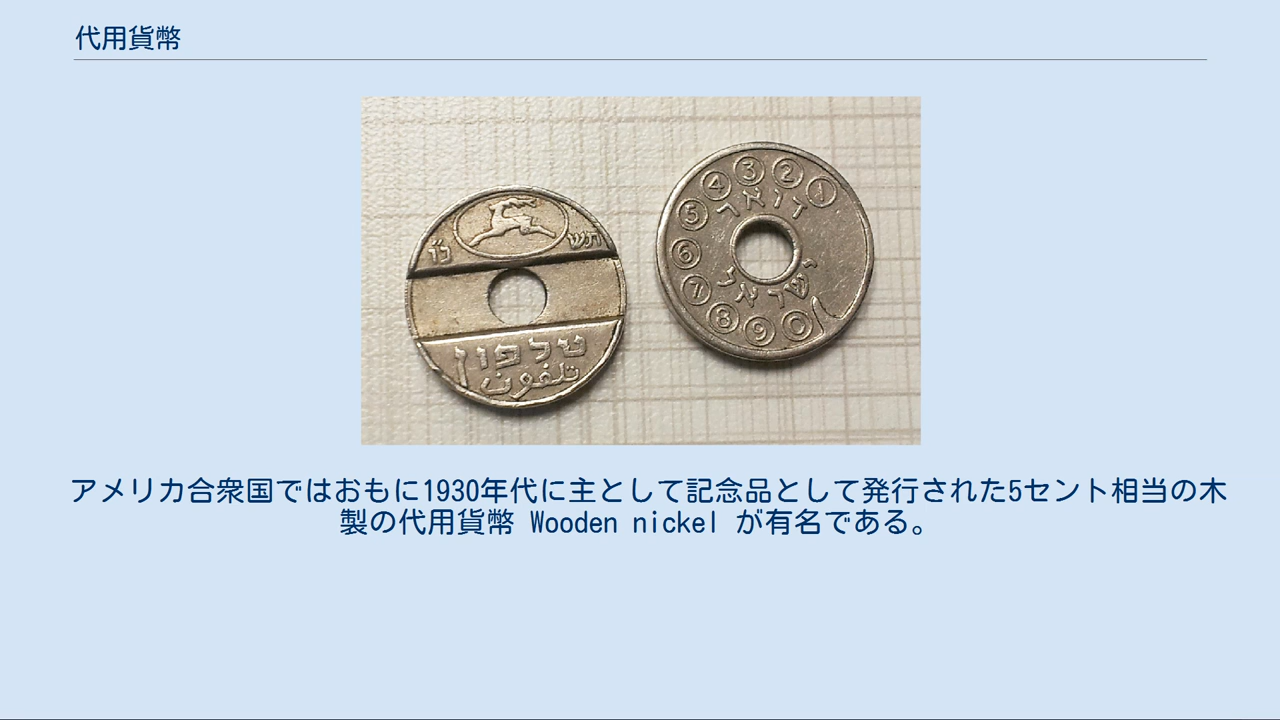 代用貨幣
תש כ״ו
טלפון
تلفون
1 2 3 4 5 6 7 8 9 0
דואר
ישראל
アメリカ合衆国ではおもに1930年代に主として記念品として発行された5セント相当の木
製の代用貨幣 Wooden nickel が有名である。